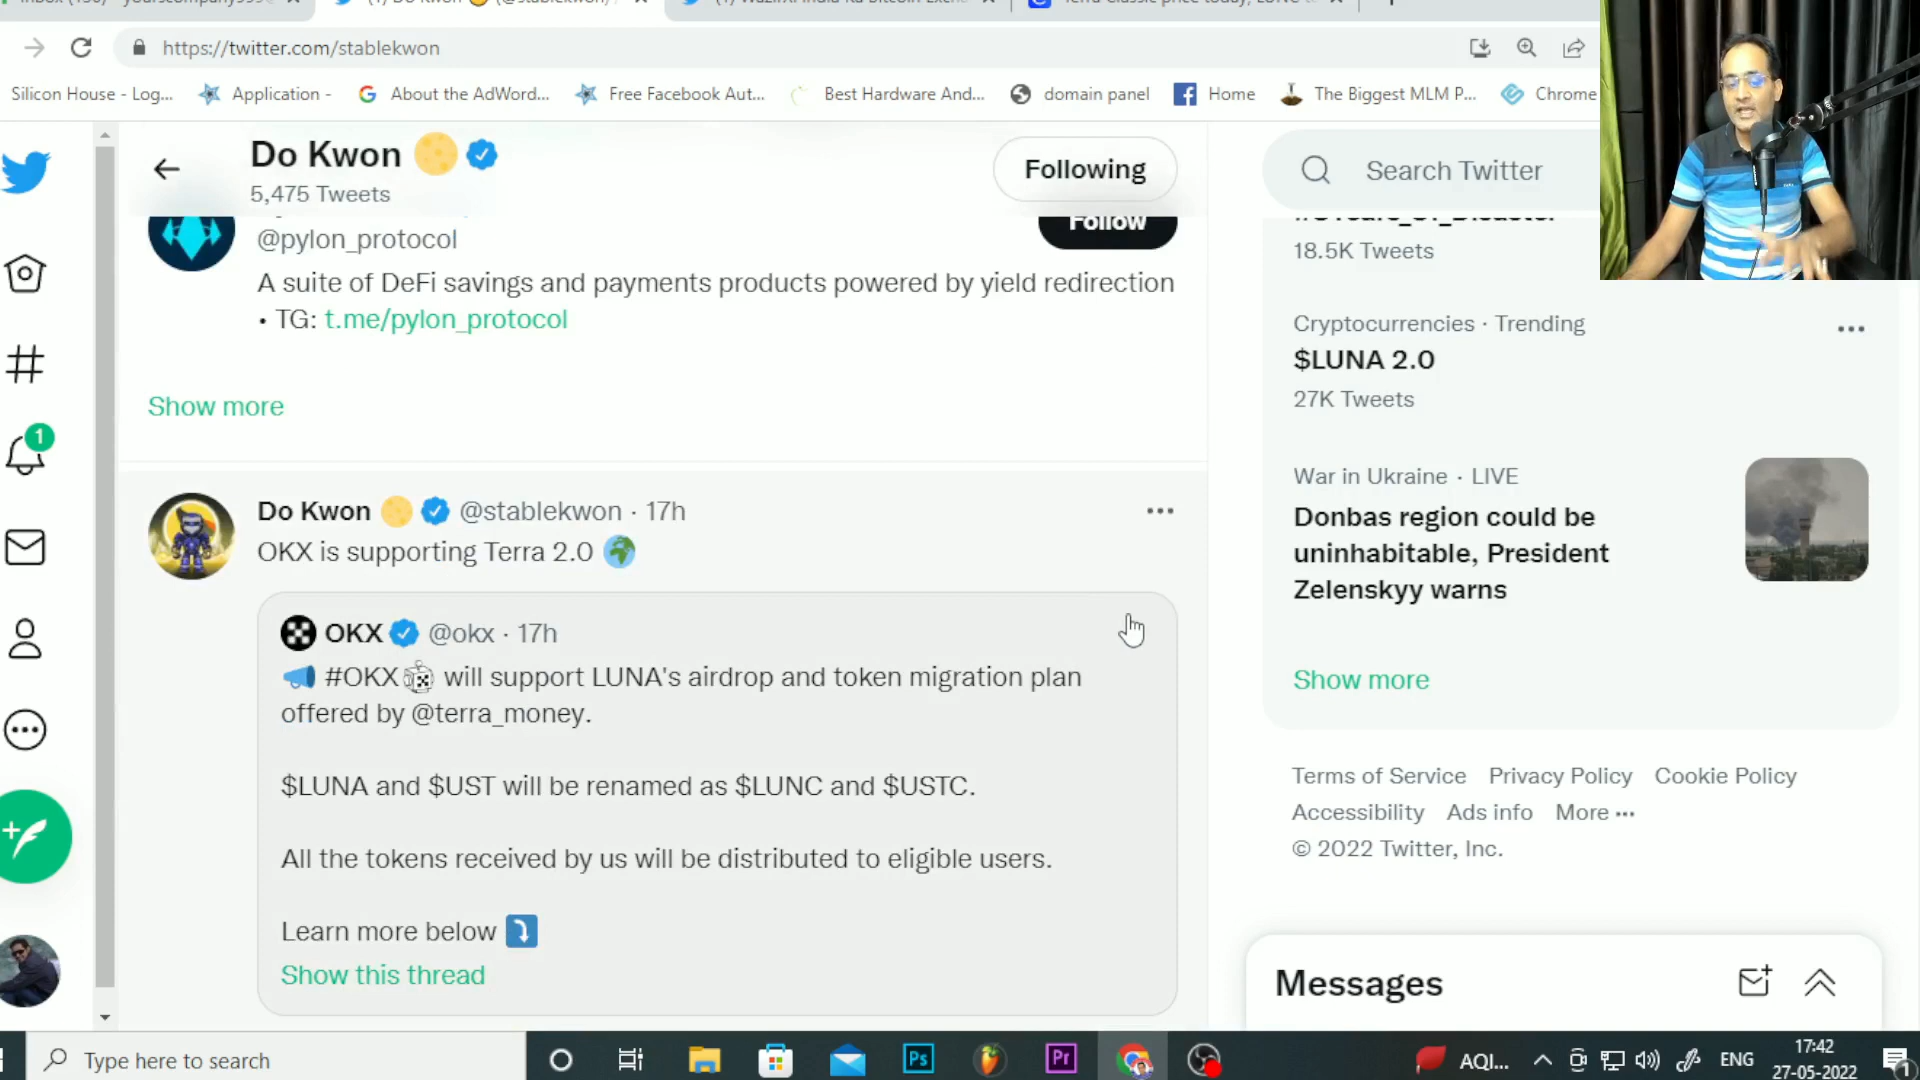 https://twitter.com/stablekwon
Silicon House - Log...
Application -
About the AdWord...
Free Facebook Aut...
Best Hardware And...
domain panel
Home
The Biggest MLM P...
Chrome
Do Kwon
5,475 Tweets
Following
Search Twitter
@pylon_protocol
Follow
A suite of DeFi savings and payments products powered by yield redirection
• TG: t.me/pylon_protocol
Show more
Do Kwon @stablekwon · 17h
OKX is supporting Terra 2.0
OKX @okx · 17h
#OKX will support LUNA's airdrop and token migration plan
offered by @terra_money.
$LUNA and $UST will be renamed as $LUNC and $USTC.
All the tokens received by us will be distributed to eligible users.
Learn more below
Show this thread
18.5K Tweets
Cryptocurrencies · Trending
$LUNA 2.0
27K Tweets
War in Ukraine · LIVE
Donbas region could be
uninhabitable, President
Zelenskyy warns
Show more
Terms of Service Privacy Policy Cookie Policy
Accessibility Ads info More ···
© 2022 Twitter, Inc.
Messages
1
Type here to search
Ps
Pr
AQI...
ENG
17:42
27-05-2022
1